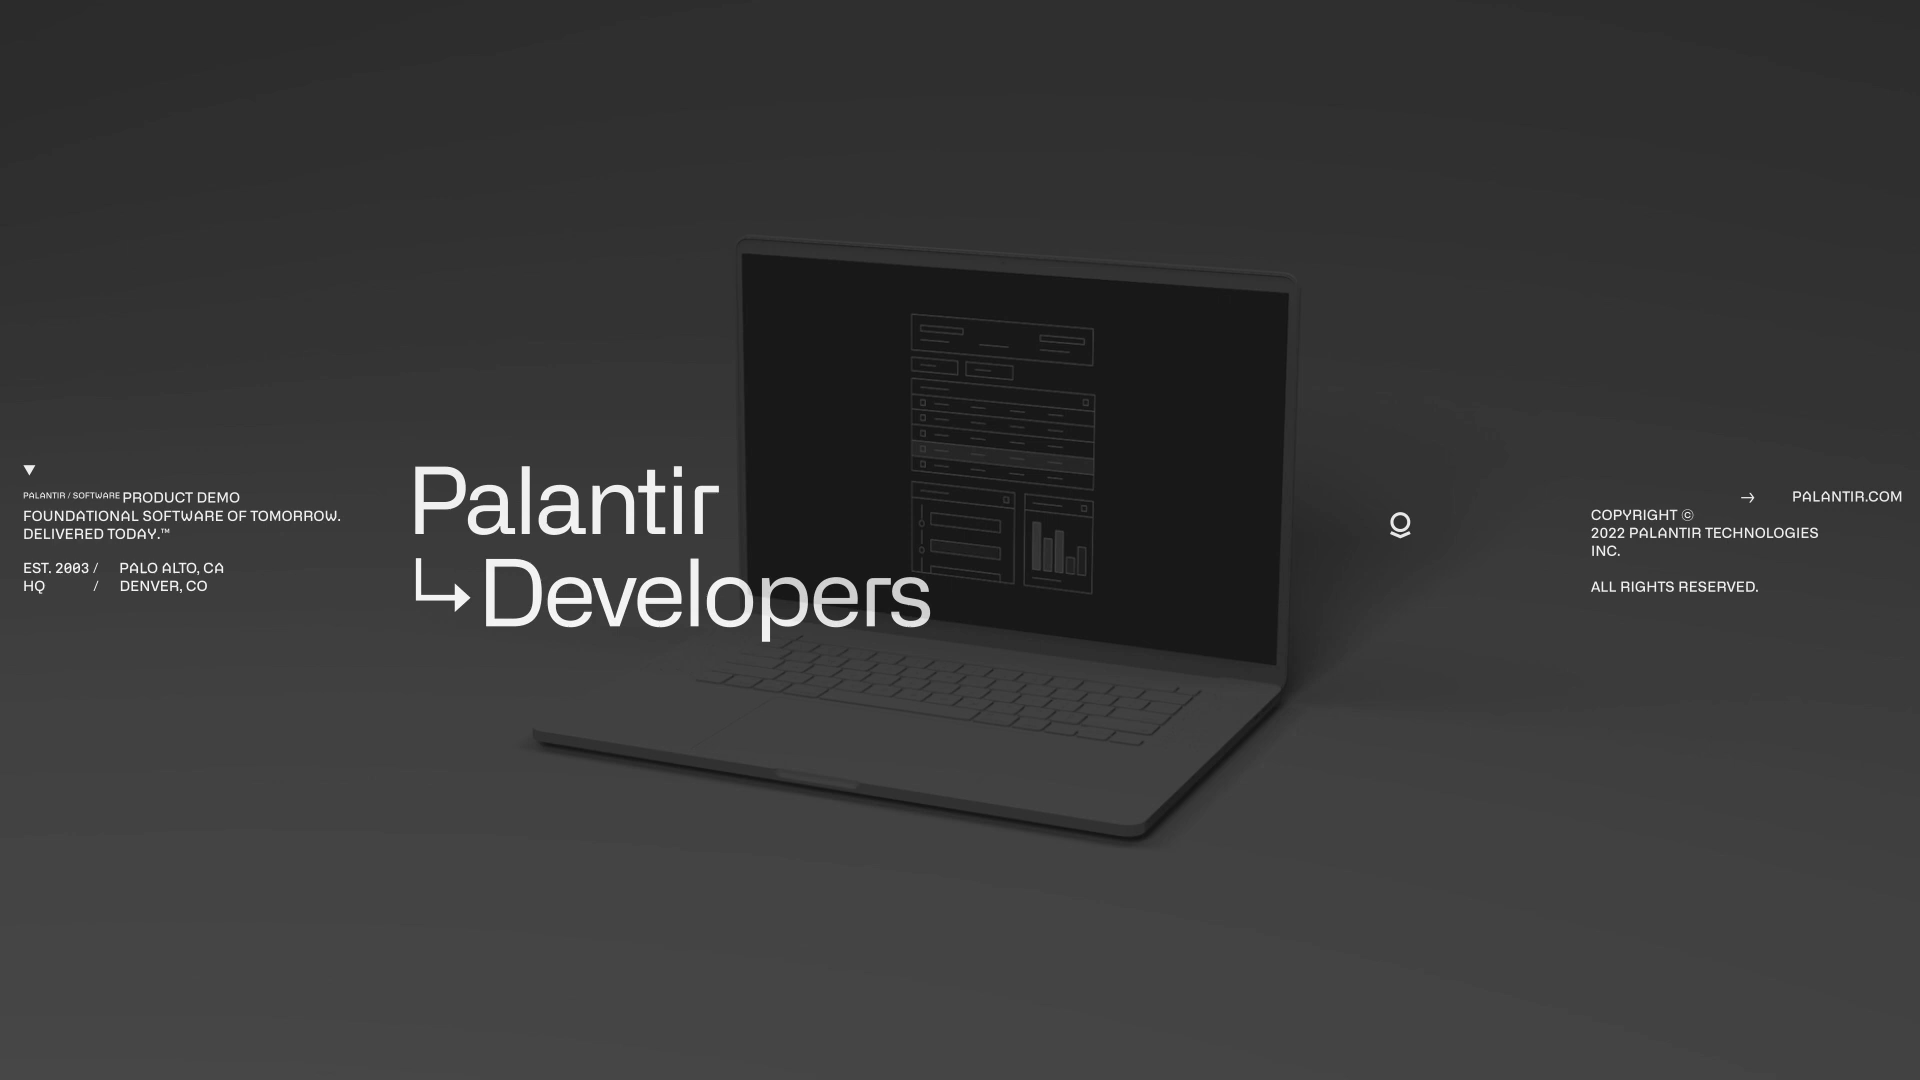 PALANTIR / SOFTWARE PRODUCT DEMO
FOUNDATIONAL SOFTWARE OF TOMORROW.
DELIVERED TODAY.™
EST. 2003 / PALO ALTO, CA
HQ / DENVER, CO
Palantir
↳Developers
→ PALANTIR.COM
COPYRIGHT ©
2022 PALANTIR TECHNOLOGIES
INC.
ALL RIGHTS RESERVED.